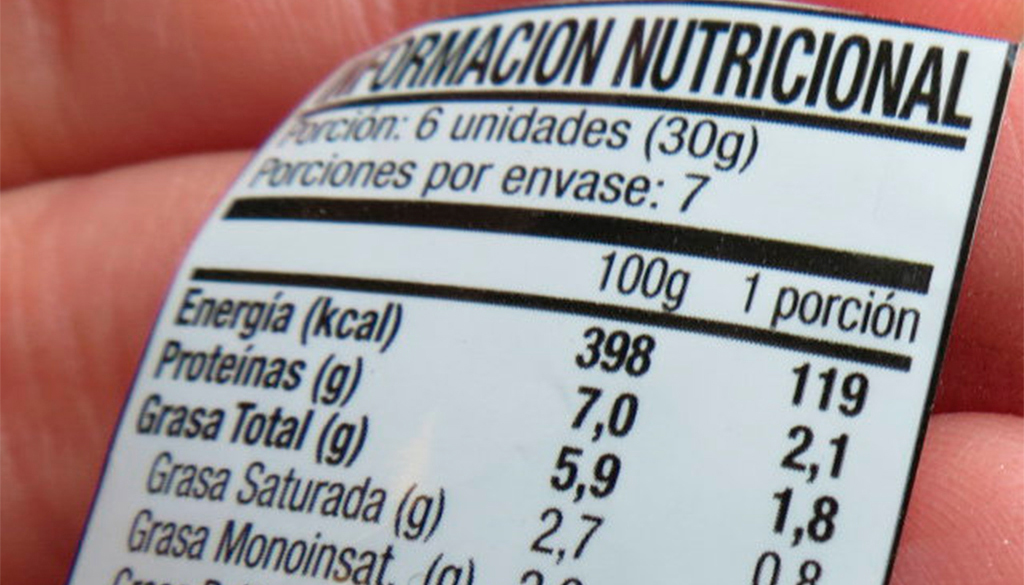 INFORMACION NUTRICIONAL
Porción: 6 unidades (30g)
Porciones por envase: 7
100g 1 porción
Energía (kcal) 398 119
Proteínas (g) 7,0 2,1
Grasa Total (g) 5,9 1,8
Grasa Saturada (g) 2,7 0,8
Grasa Monoinsat. (g)